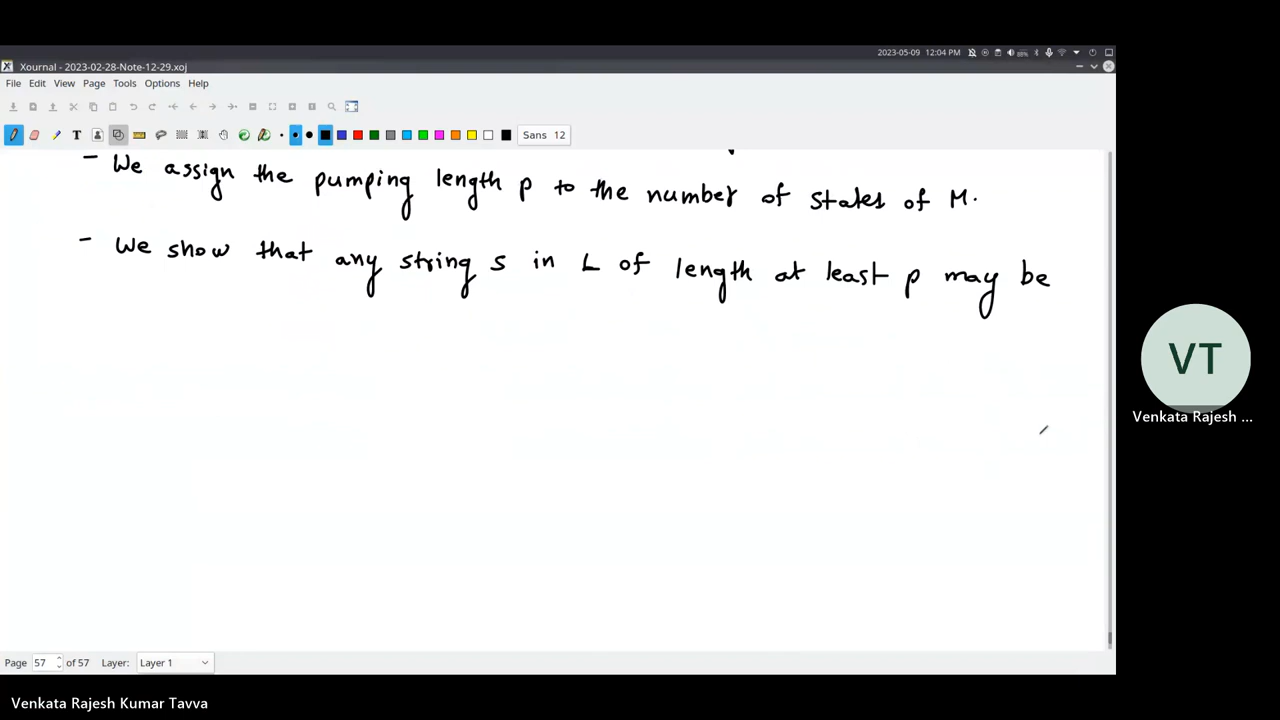 2023-05-09 12:04 PM
Xournal - 2023-02-28-Note-12-29.xoj
File Edit View Page Tools Options Help
Sans 12
- We assign the pumping length p to the number of states of M.
- We show that any string s in L of length at least p may be
VT
Venkata Rajesh ...
Page 57 of 57 Layer: Layer 1
Venkata Rajesh Kumar Tavva